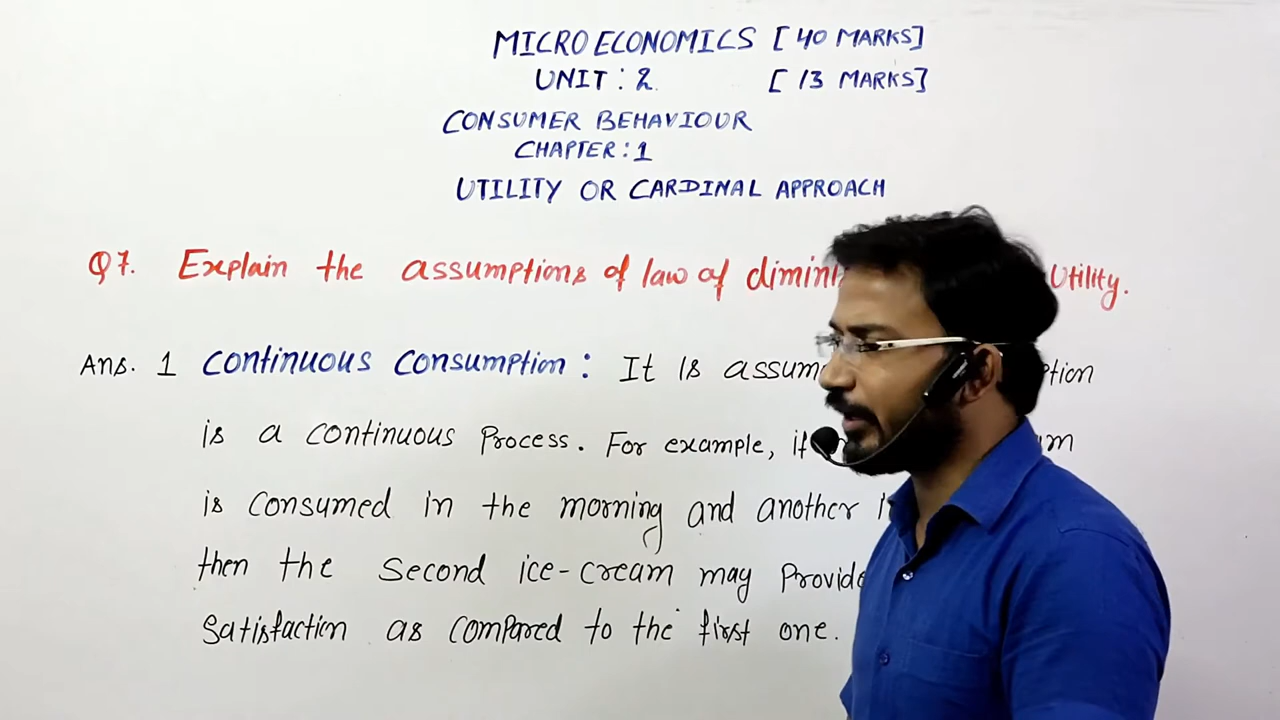 MICRO ECONOMICS [ 40 MARKS]
UNIT : 2 [ 13 MARKS]
CONSUMER BEHAVIOUR
CHAPTER : 1
UTILITY OR CARDINAL APPROACH
Q7. Explain the assumptions of law of Utility.
Ans. 1 Continuous Consumption : It is
is a continuous Process. For example, if
is consumed in the morning and another
then the second ice-cream may Provide
satisfaction as compared to the first one.